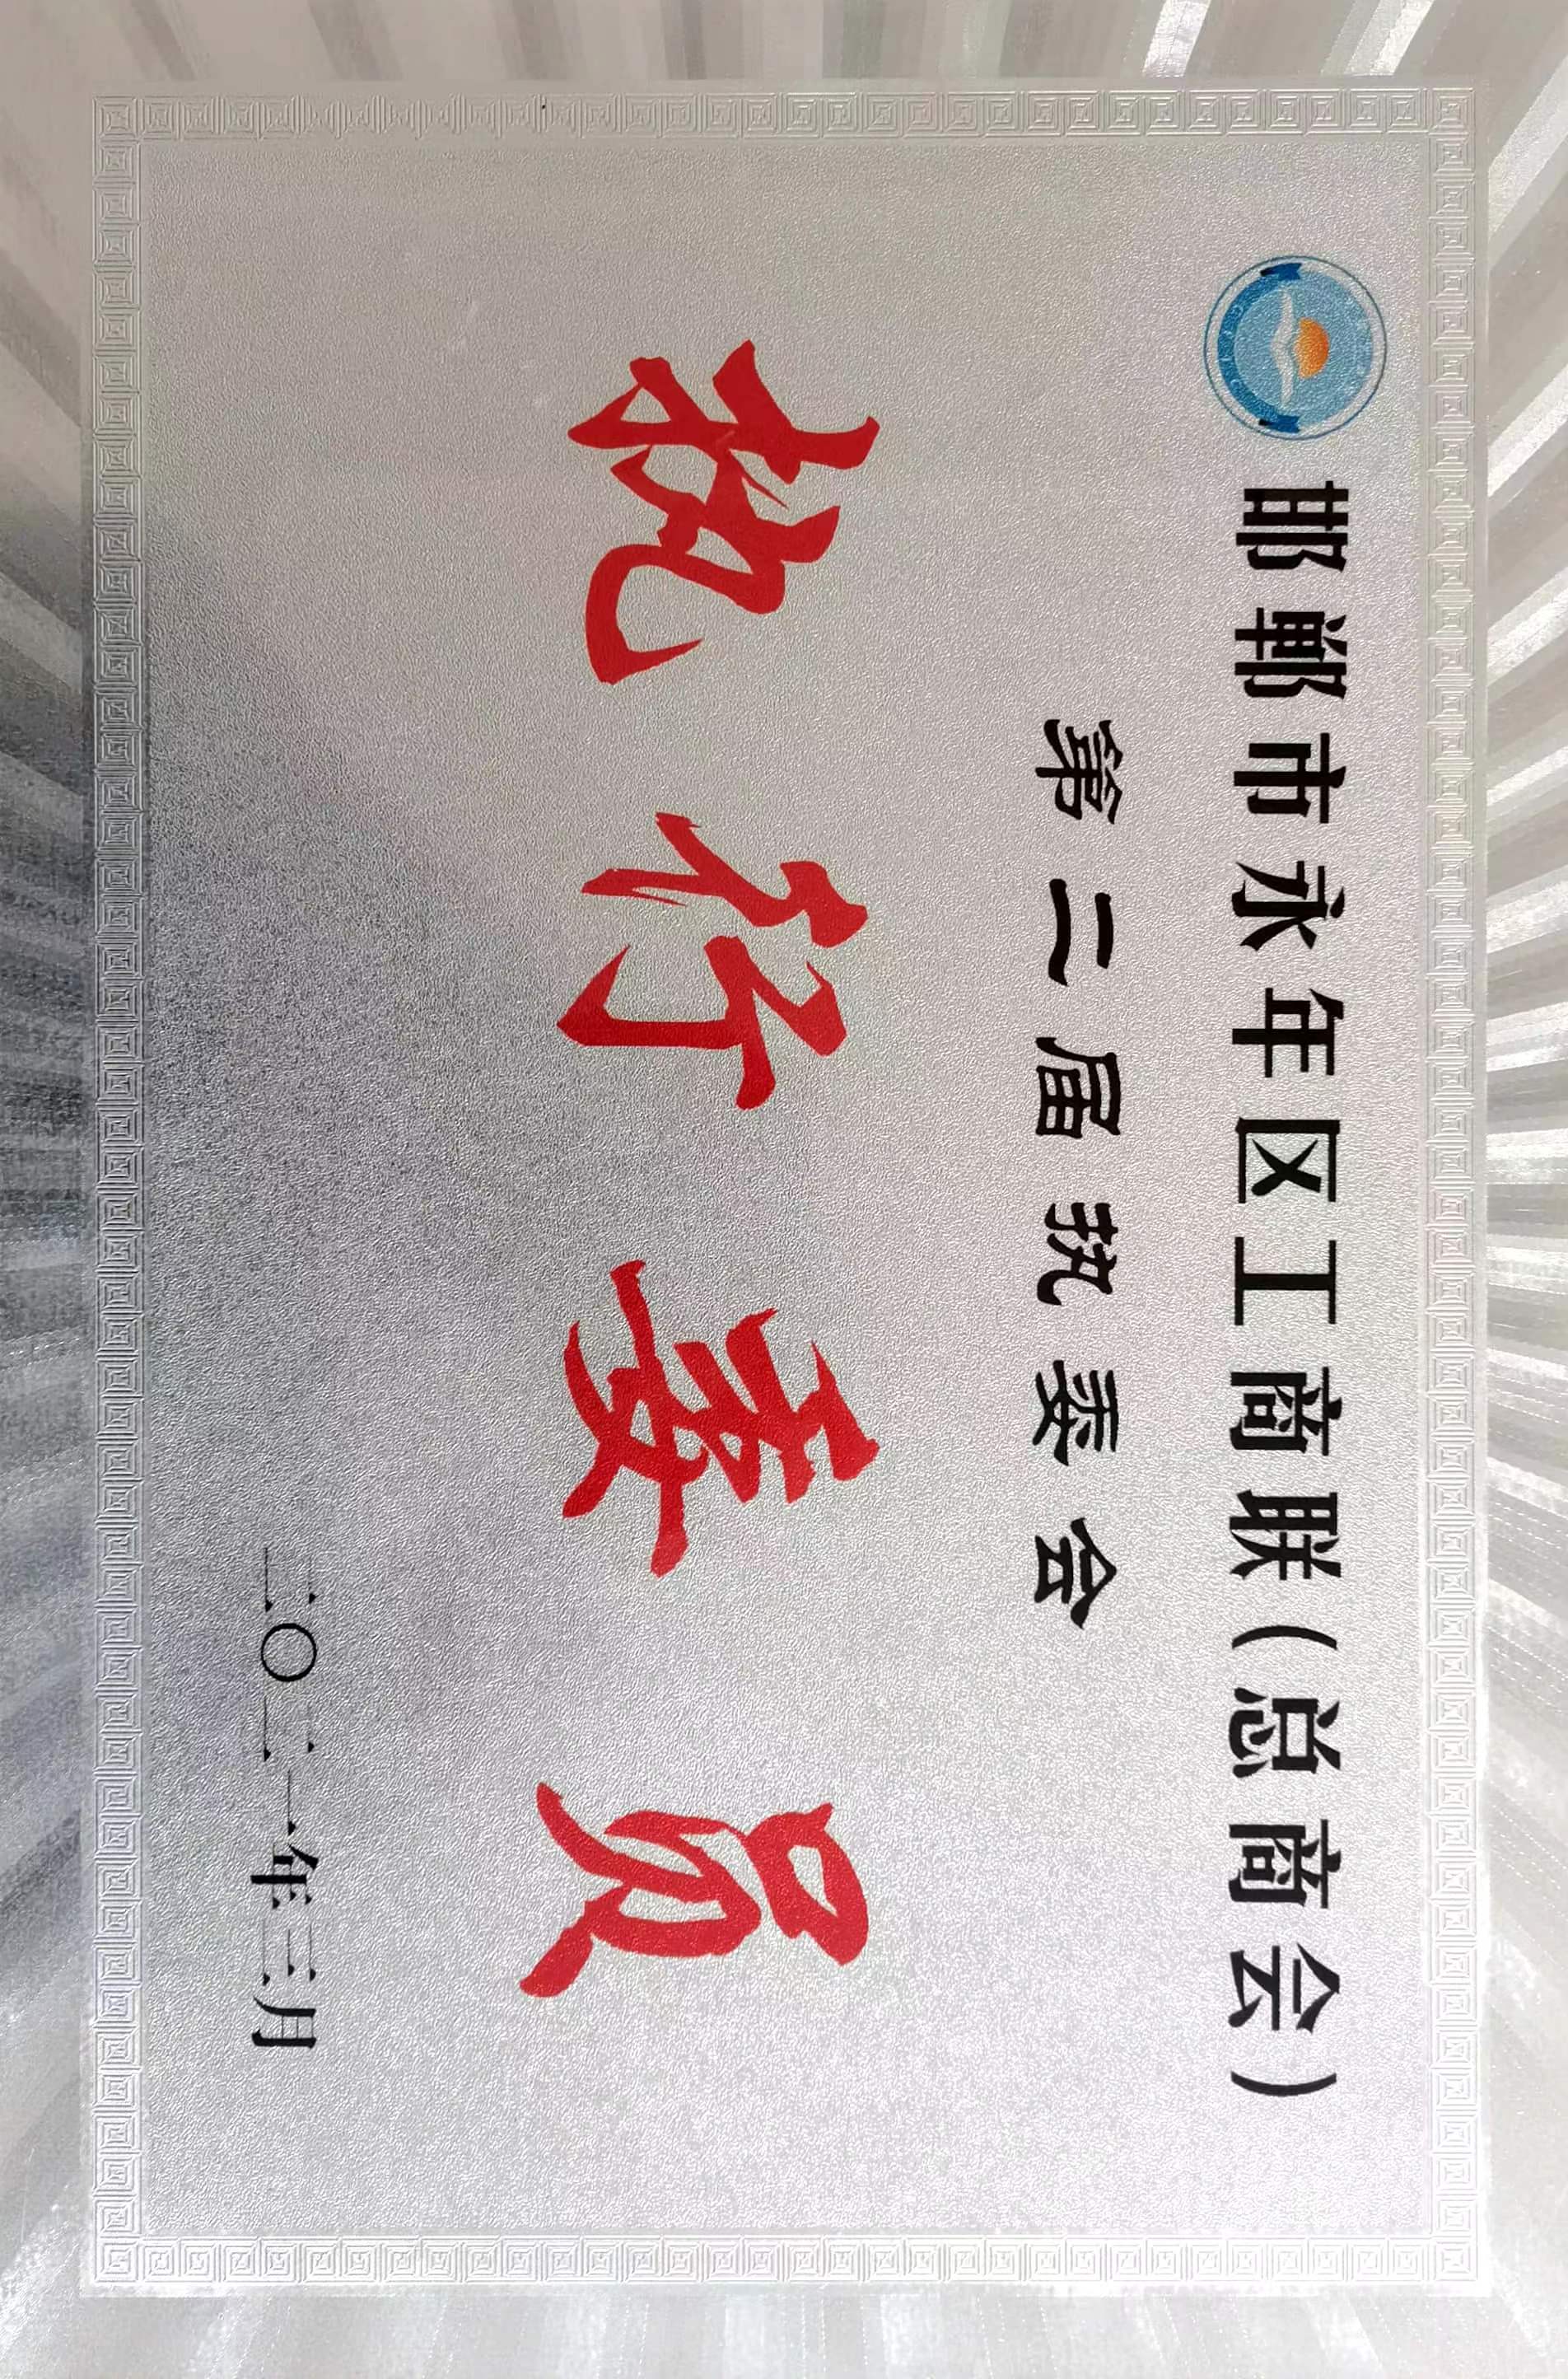 邯郸市永年区工商联(总商会)
第二届执委会
执行委员
二〇二一年三月